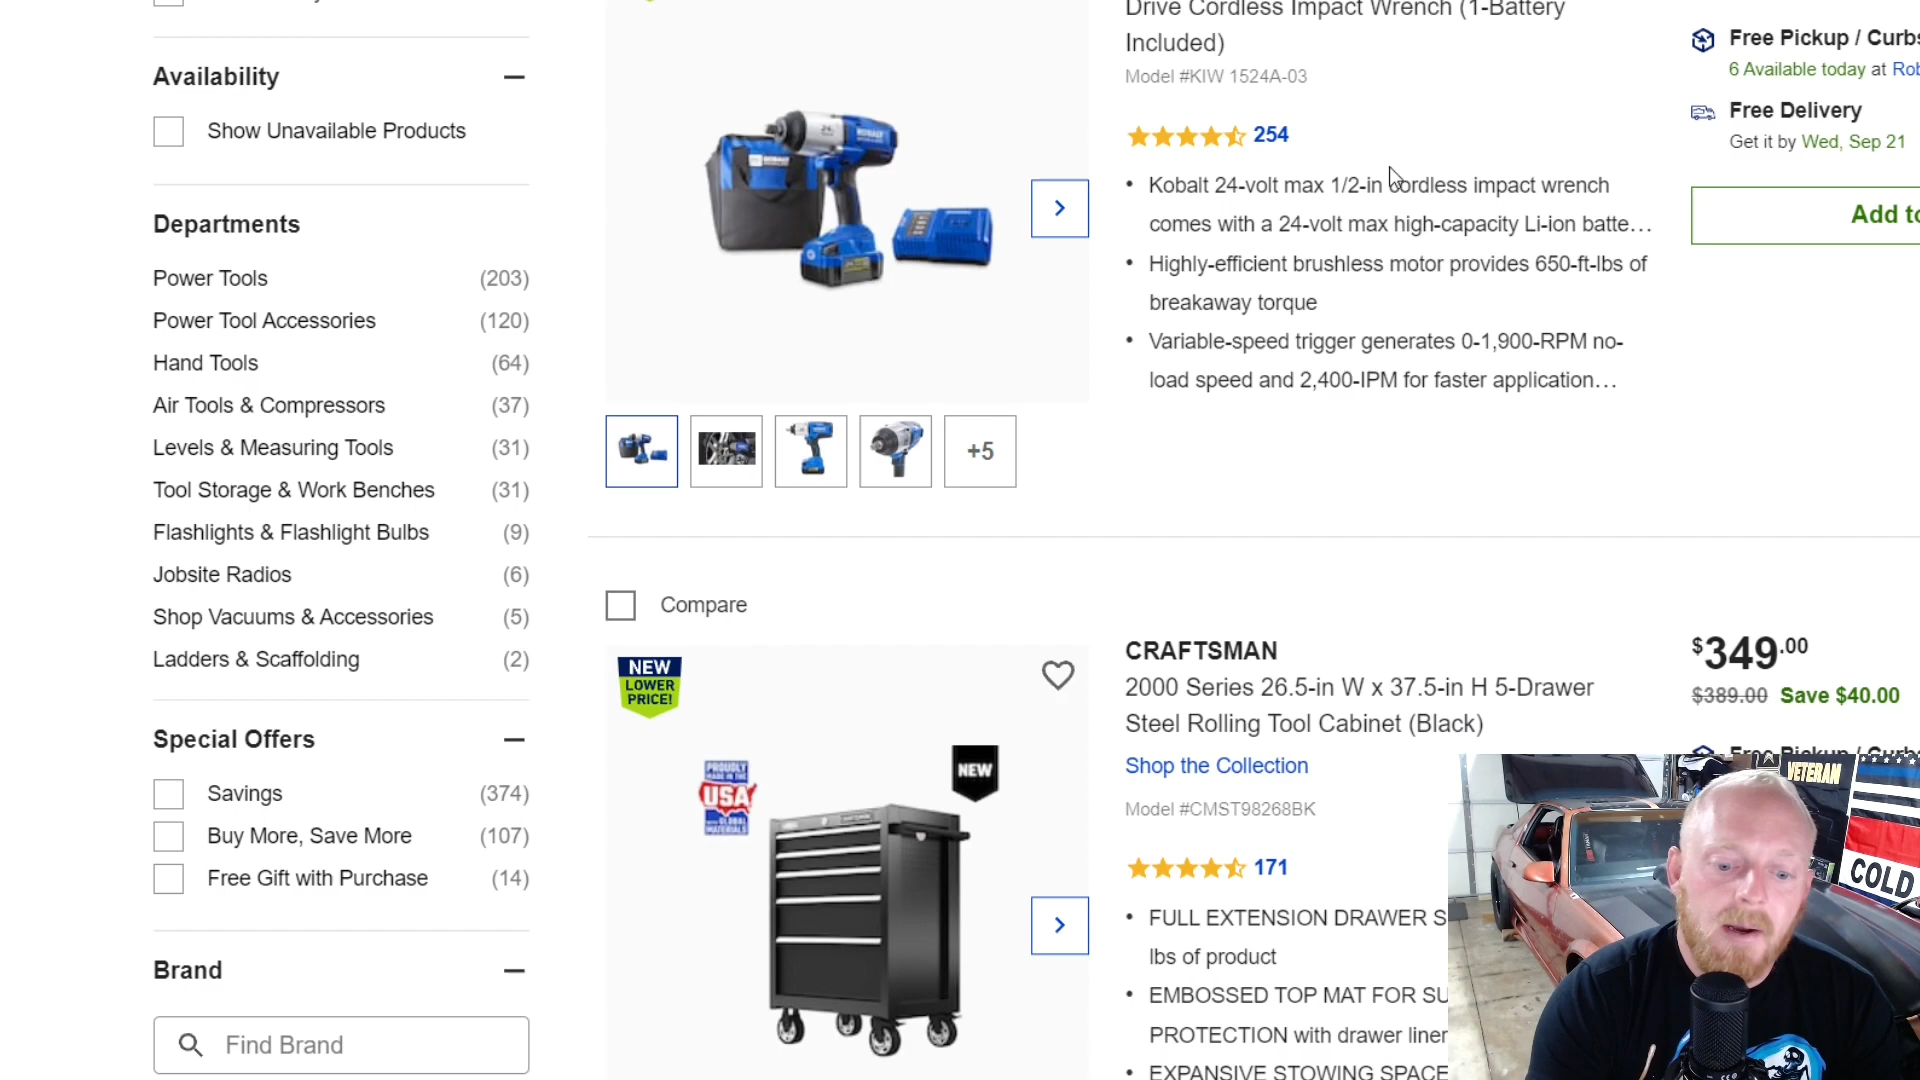 Availability
Show Unavailable Products
Departments
Power Tools (203)
Power Tool Accessories (120)
Hand Tools (64)
Air Tools & Compressors (37)
Levels & Measuring Tools (31)
Tool Storage & Work Benches (31)
Flashlights & Flashlight Bulbs (9)
Jobsite Radios (6)
Shop Vacuums & Accessories (5)
Ladders & Scaffolding (2)
Special Offers
Savings (374)
Buy More, Save More (107)
Free Gift with Purchase (14)
Brand
Find Brand
KOBALT
+5
Drive Cordless Impact Wrench (1-Battery
Included)
Model #KIW 1524A-03
254
• Kobalt 24-volt max 1/2-in cordless impact wrench
comes with a 24-volt max high-capacity Li-ion batte…
• Highly-efficient brushless motor provides 650-ft-lbs of
breakaway torque
• Variable-speed trigger generates 0-1,900-RPM no-
load speed and 2,400-IPM for faster application…
Free Pickup / Curbs
6 Available today at Rob
Free Delivery
Get it by Wed, Sep 21
Add to
Compare
NEW
LOWER
PRICE!
PROUDLY
MADE IN THE
USA
WITH GLOBAL
MATERIALS
NEW
CRAFTSMAN
CRAFTSMAN
2000 Series 26.5-in W x 37.5-in H 5-Drawer
Steel Rolling Tool Cabinet (Black)
Shop the Collection
Model #CMST98268BK
171
• FULL EXTENSION DRAWER S
lbs of product
• EMBOSSED TOP MAT FOR SU
PROTECTION with drawer liner
• EXPANSIVE STOWING SPACE
$349.00
$389.00 Save $40.00
Free Pickup / Curbs
VETERAN
COLD